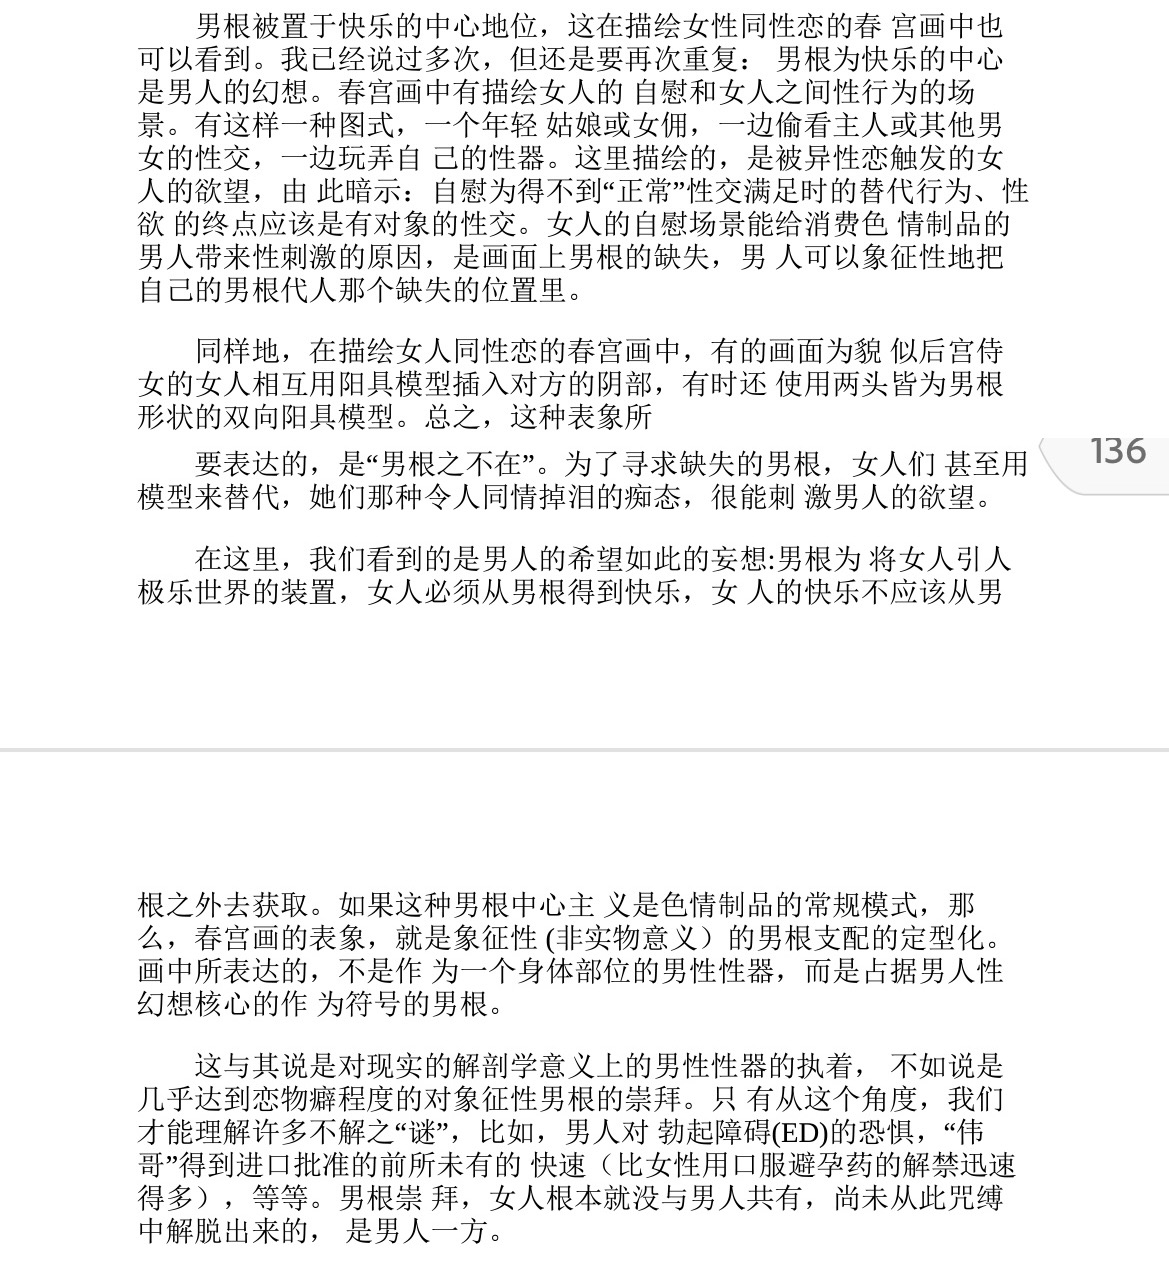 男根被置于快乐的中心地位，这在描绘女性同性恋的春 宫画中也
可以看到。我已经说过多次，但还是要再次重复： 男根为快乐的中心
是男人的幻想。春宫画中有描绘女人的 自慰和女人之间性行为的场
景。有这样一种图式，一个年轻 姑娘或女佣，一边偷看主人或其他男
女的性交，一边玩弄自 己的性器。这里描绘的，是被异性恋触发的女
人的欲望，由 此暗示：自慰为得不到“正常”性交满足时的替代行为、性
欲 的终点应该是有对象的性交。女人的自慰场景能给消费色 情制品的
男人带来性刺激的原因，是画面上男根的缺失，男 人可以象征性地把
自己的男根代人那个缺失的位置里。
同样地，在描绘女人同性恋的春宫画中，有的画面为貌 似后宫侍
女的女人相互用阳具模型插入对方的阴部，有时还 使用两头皆为男根
形状的双向阳具模型。总之，这种表象所
136
要表达的，是“男根之不在”。为了寻求缺失的男根，女人们 甚至用
模型来替代，她们那种令人同情掉泪的痴态，很能刺 激男人的欲望。
在这里，我们看到的是男人的希望如此的妄想:男根为 将女人引人
极乐世界的装置，女人必须从男根得到快乐，女 人的快乐不应该从男
根之外去获取。如果这种男根中心主 义是色情制品的常规模式，那
么，春宫画的表象，就是象征性 (非实物意义）的男根支配的定型化。
画中所表达的，不是作 为一个身体部位的男性性器，而是占据男人性
幻想核心的作 为符号的男根。
这与其说是对现实的解剖学意义上的男性性器的执着， 不如说是
几乎达到恋物癖程度的对象征性男根的崇拜。只 有从这个角度，我们
才能理解许多不解之“谜”，比如，男人对 勃起障碍(ED)的恐惧，“伟
哥”得到进口批准的前所未有的 快速（比女性用口服避孕药的解禁迅速
得多），等等。男根崇 拜，女人根本就没与男人共有，尚未从此咒缚
中解脱出来的， 是男人一方。